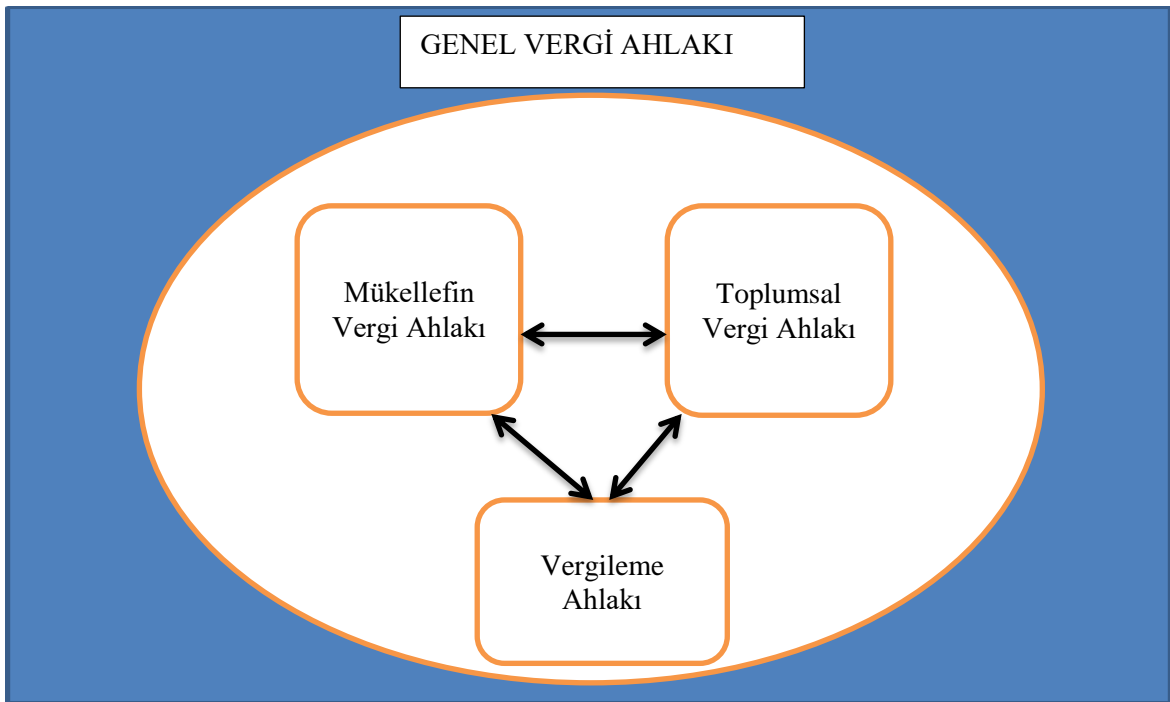 GENEL VERGİ AHLAKI
Mükellefin
Vergi Ahlakı
Toplumsal
Vergi Ahlakı
Vergileme
Ahlakı